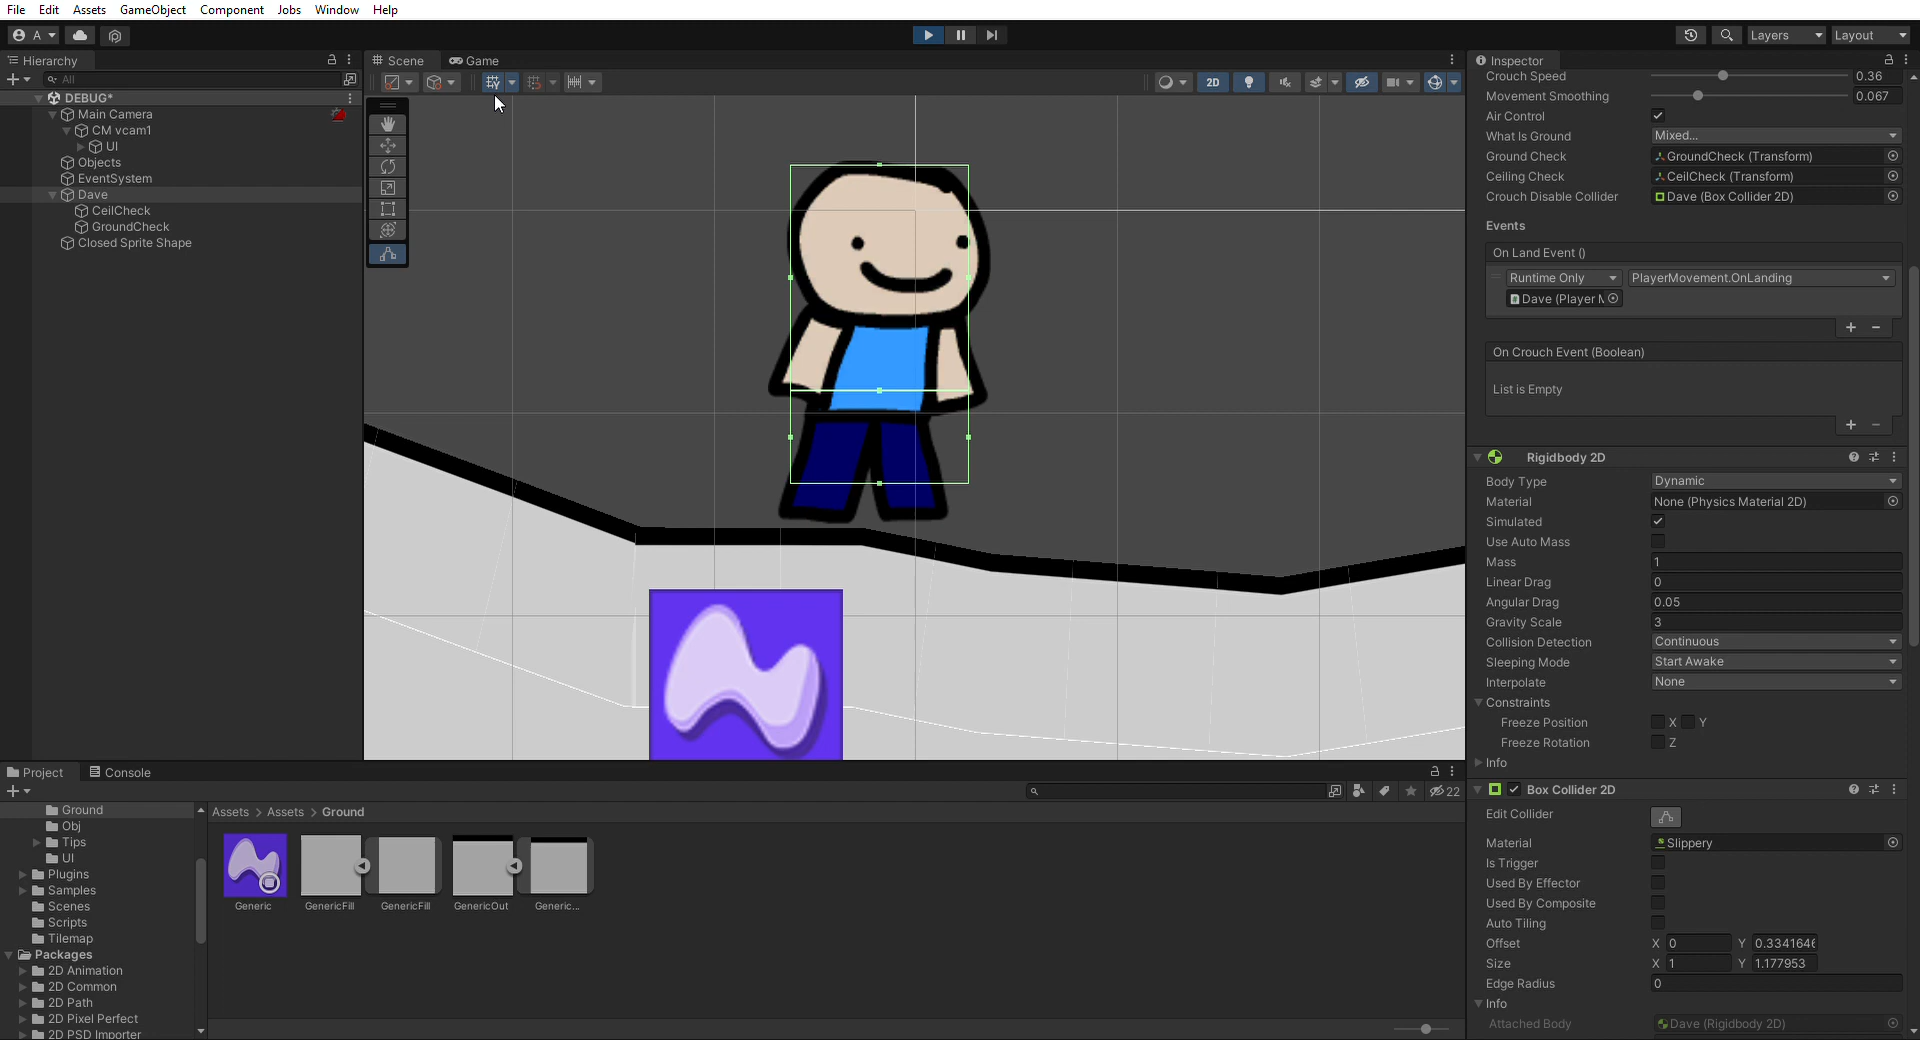 File Edit Assets GameObject Component Jobs Window Help
A Layers Layout
Hierarchy Scene Game Inspector
All 2D
DEBUG*
Main Camera
CM vcam1
UI
Objects
EventSystem
Dave
CeilCheck
GroundCheck
Closed Sprite Shape
Crouch Speed 0.36
Movement Smoothing 0.067
Air Control
What Is Ground Mixed...
Ground Check GroundCheck (Transform)
Ceiling Check CeilCheck (Transform)
Crouch Disable Collider Dave (Box Collider 2D)
Events
On Land Event ()
Runtime Only PlayerMovement.OnLanding
Dave (Player M
On Crouch Event (Boolean)
List is Empty
Rigidbody 2D
Body Type Dynamic
Material None (Physics Material 2D)
Simulated
Use Auto Mass
Mass 1
Linear Drag 0
Angular Drag 0.05
Gravity Scale 3
Collision Detection Continuous
Sleeping Mode Start Awake
Interpolate None
Constraints
Freeze Position X Y
Freeze Rotation Z
Info
Box Collider 2D
Edit Collider
Material Slippery
Is Trigger
Used By Effector
Used By Composite
Auto Tiling
Offset X 0 Y 0.3341646
Size X 1 Y 1.177953
Edge Radius 0
Info
Attached Body Dave (Rigidbody 2D)
Project Console
22
Ground
Obj
Tips
UI
Plugins
Samples
Scenes
Scripts
Tilemap
Packages
2D Animation
2D Common
2D Path
2D Pixel Perfect
2D PSD Importer
Assets > Assets > Ground
Generic GenericFill GenericFill GenericOut Generic...